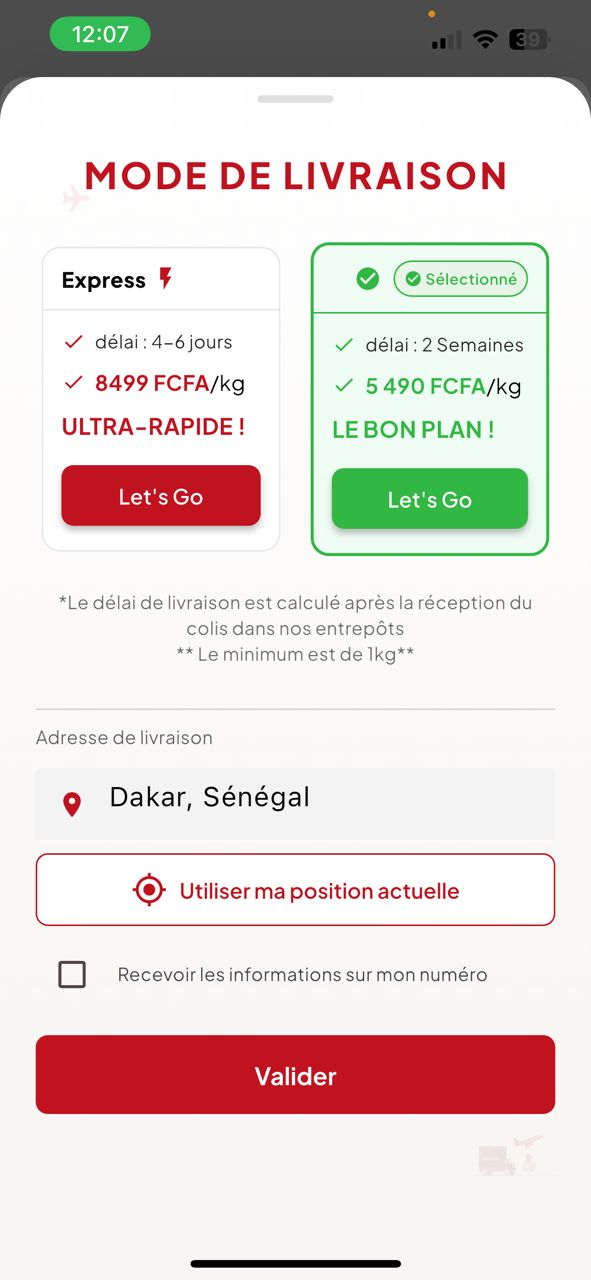 12:07
39
MODE DE LIVRAISON
Express
délai : 4-6 jours
8499 FCFA/kg
ULTRA-RAPIDE !
Let's Go
Sélectionné
délai : 2 Semaines
5 490 FCFA/kg
LE BON PLAN !
Let's Go
*Le délai de livraison est calculé après la réception du
colis dans nos entrepôts
** Le minimum est de 1kg**
Adresse de livraison
Dakar, Sénégal
Utiliser ma position actuelle
Recevoir les informations sur mon numéro
Valider